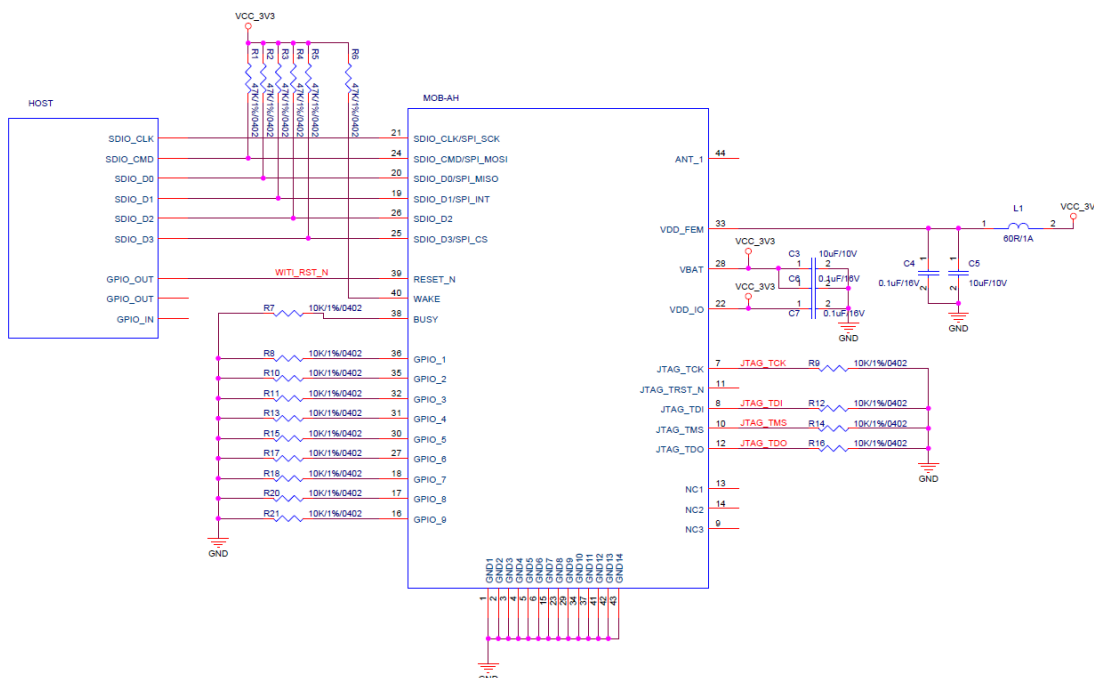 VCC_3V3
R1
R2
R3
R4
R5
R6
47K/1%/0402
47K/1%/0402
47K/1%/0402
47K/1%/0402
47K/1%/0402
47K/1%/0402
HOST
MOB-AH
SDIO_CLK
21
SDIO_CLK/SPI_SCK
SDIO_CMD
24
SDIO_CMD/SPI_MOSI
SDIO_D0
20
SDIO_D0/SPI_MISO
SDIO_D1
19
SDIO_D1/SPI_INT
SDIO_D2
26
SDIO_D2
SDIO_D3
25
SDIO_D3/SPI_CS
GPIO_OUT
WITI_RST_N
39
RESET_N
GPIO_OUT
40
WAKE
GPIO_IN
R7
10K/1%/0402
38
BUSY
R8
10K/1%/0402
36
GPIO_1
R10
10K/1%/0402
35
GPIO_2
R11
10K/1%/0402
32
GPIO_3
R13
10K/1%/0402
31
GPIO_4
R15
10K/1%/0402
30
GPIO_5
R17
10K/1%/0402
27
GPIO_6
R18
10K/1%/0402
18
GPIO_7
R20
10K/1%/0402
17
GPIO_8
R21
10K/1%/0402
16
GPIO_9
GND
ANT_1
44
VDD_FEM
33
1
L1
2
60R/1A
VCC_3V
C4
1
2
0.1uF/16V
C5
1
2
10uF/10V
GND
VCC_3V3
VBAT
28
C3
10uF/10V
1
2
C6
0.1uF/16V
1
2
VCC_3V3
VDD_IO
22
1
2
C7
0.1uF/16V
GND
JTAG_TCK
7
JTAG_TCK
R9
10K/1%/0402
JTAG_TRST_N
11
JTAG_TDI
8
JTAG_TDI
R12
10K/1%/0402
JTAG_TMS
10
JTAG_TMS
R14
10K/1%/0402
JTAG_TDO
12
JTAG_TDO
R16
10K/1%/0402
GND
NC1
13
NC2
14
NC3
9
GND1
GND2
GND3
GND4
GND5
GND6
GND7
GND8
GND9
GND10
GND11
GND12
GND13
GND14
1
2
3
4
5
6
15
23
29
34
37
41
42
43
GND